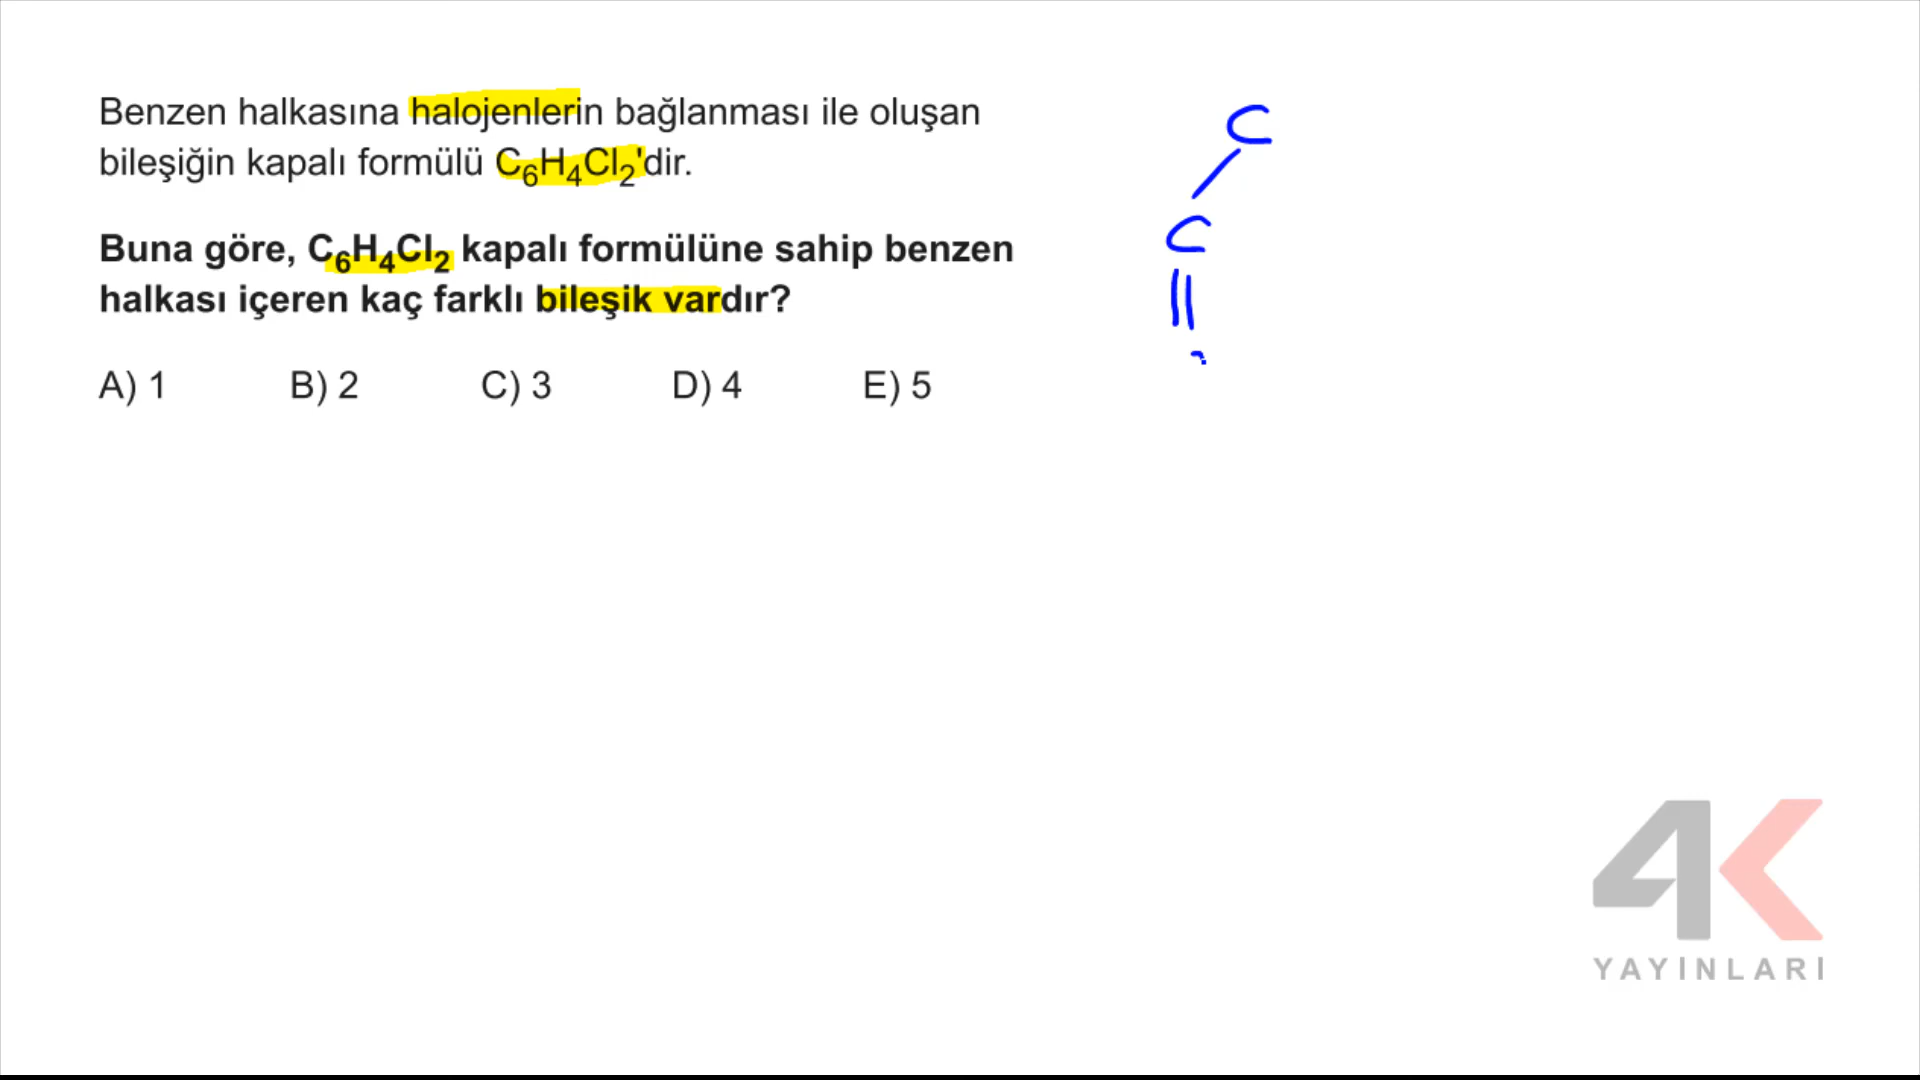 Benzen halkasına halojenlerin bağlanması ile oluşan
bileşiğin kapalı formülü C₆H₄Cl₂'dir.
Buna göre, C₆H₄Cl₂ kapalı formülüne sahip benzen
halkası içeren kaç farklı bileşik vardır?
A) 1 B) 2 C) 3 D) 4 E) 5
C
C
4K
YAYINLARI